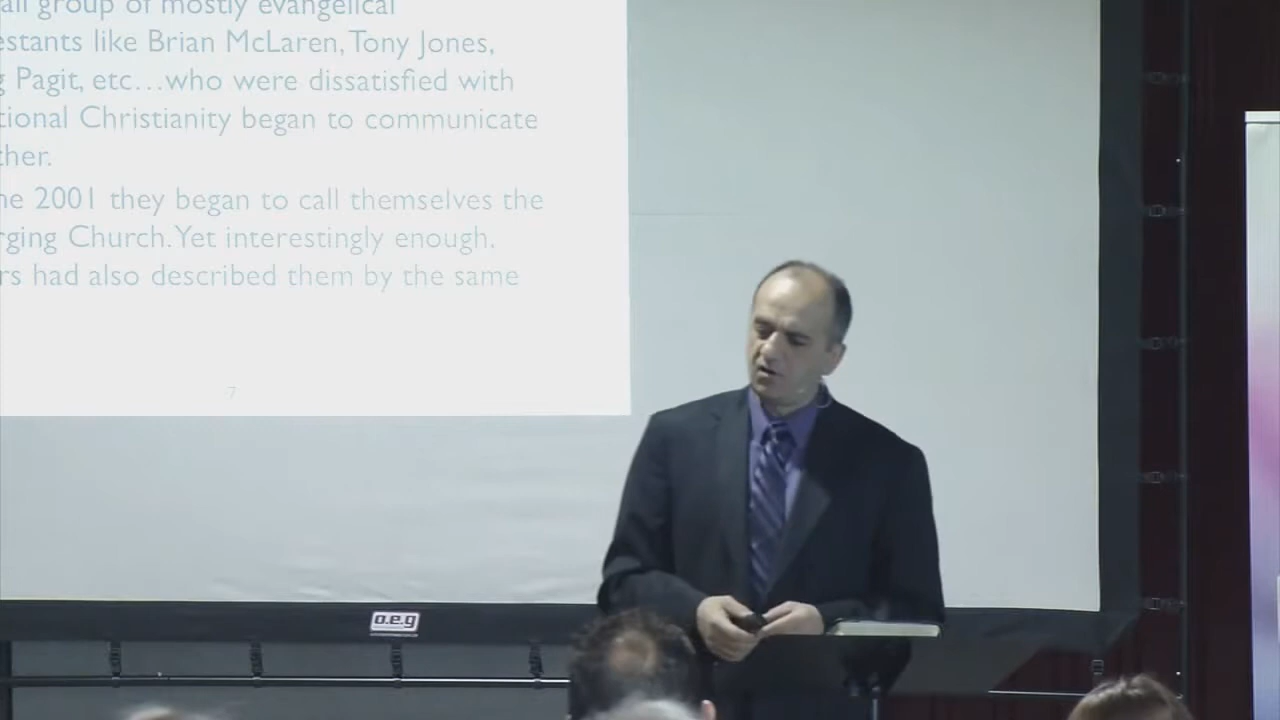 all group of mostly evangelical
estants like Brian McLaren, Tony Jones,
g Pagit, etc…who were dissatisfied with
tional Christianity began to communicate
ther.
ne 2001 they began to call themselves the
rging Church. Yet interestingly enough,
rs had also described them by the same
7
a.e.g